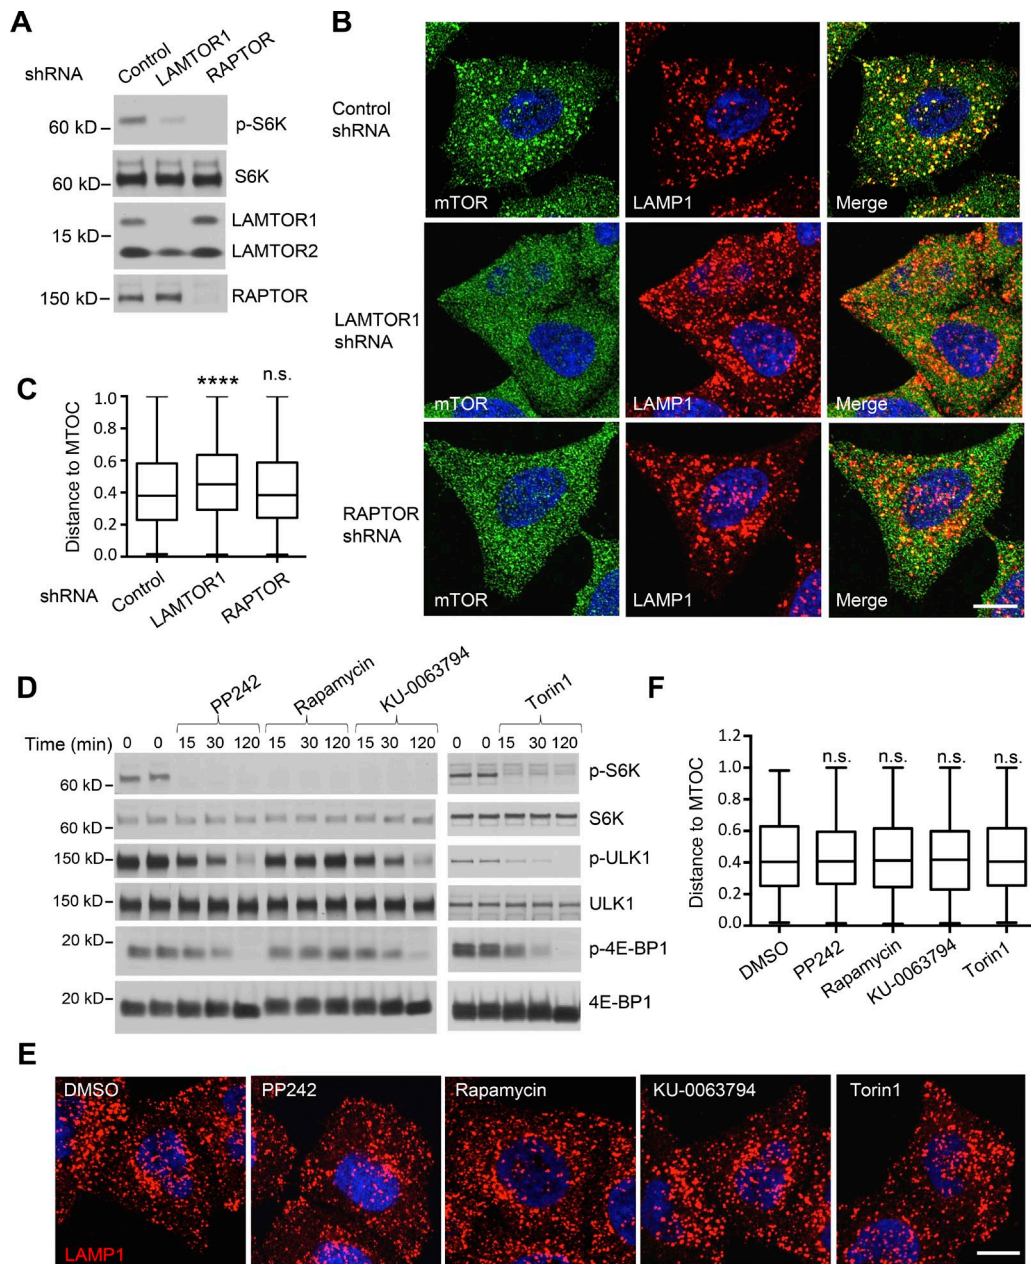 A
shRNA
Control
LAMTOR1
RAPTOR
60 kD
p-S6K
60 kD
S6K
15 kD
LAMTOR1
LAMTOR2
150 kD
RAPTOR
B
Control
shRNA
mTOR
LAMP1
Merge
LAMTOR1
shRNA
mTOR
LAMP1
Merge
RAPTOR
shRNA
mTOR
LAMP1
Merge
C
**** n.s.
Distance to MTOC
1.0
0.8
0.6
0.4
0.2
0.0
shRNA
Control
LAMTOR1
RAPTOR
D
PP242
Rapamycin
KU-0063794
Torin1
Time (min) 0 0 15 30 120 15 30 120 15 30 120 0 0 15 30 120
60 kD
p-S6K
60 kD
S6K
150 kD
p-ULK1
150 kD
ULK1
20 kD
p-4E-BP1
20 kD
4E-BP1
F
Distance to MTOC
1.2
1.0
0.8
0.6
0.4
0.2
0.0
n.s. n.s. n.s. n.s.
DMSO
PP242
Rapamycin
KU-0063794
Torin1
E
DMSO
PP242
Rapamycin
KU-0063794
Torin1
LAMP1